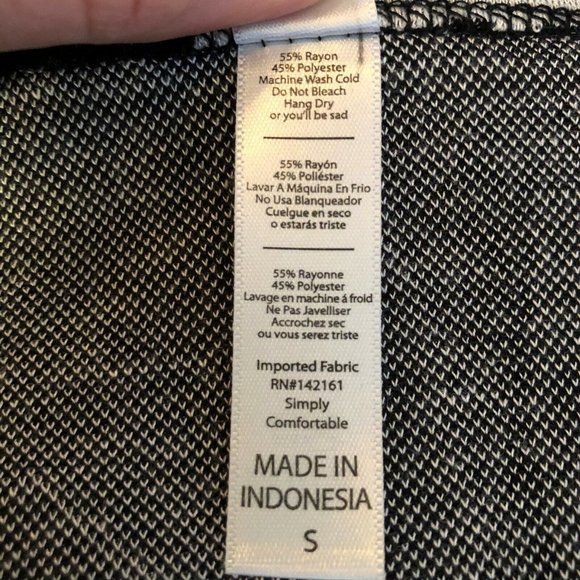 55% Rayon
45% Polyester
Machine Wash Cold
Do Not Bleach
Hang Dry
or you'll be sad
55% Rayón
45% Poliéster
Lavar A Máquina En Frio
No Usa Blanqueador
Cuelgue en seco
o estarás triste
55% Rayonne
45% Polyester
Lavage en machine á froid
Ne Pas Javelliser
Accrochez sec
ou vous serez triste
Imported Fabric
RN#142161
Simply
Comfortable
MADE IN
INDONESIA
S